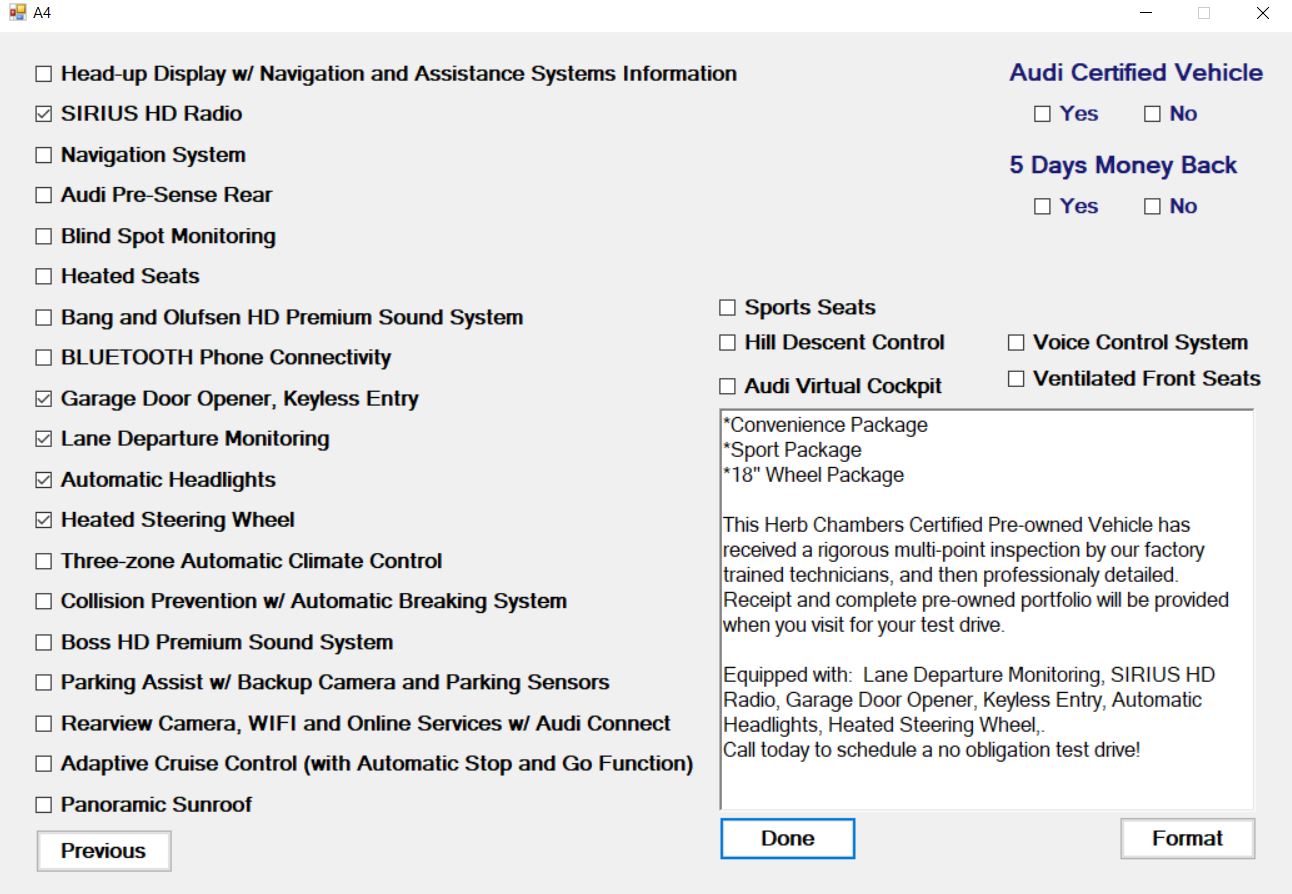 A4
Head-up Display w/ Navigation and Assistance Systems Information
SIRIUS HD Radio
Navigation System
Audi Pre-Sense Rear
Blind Spot Monitoring
Heated Seats
Bang and Olufsen HD Premium Sound System
BLUETOOTH Phone Connectivity
Garage Door Opener, Keyless Entry
Lane Departure Monitoring
Automatic Headlights
Heated Steering Wheel
Three-zone Automatic Climate Control
Collision Prevention w/ Automatic Breaking System
Boss HD Premium Sound System
Parking Assist w/ Backup Camera and Parking Sensors
Rearview Camera, WIFI and Online Services w/ Audi Connect
Adaptive Cruise Control (with Automatic Stop and Go Function)
Panoramic Sunroof
Previous
Audi Certified Vehicle
Yes No
5 Days Money Back
Yes No
Sports Seats
Hill Descent Control
Voice Control System
Audi Virtual Cockpit
Ventilated Front Seats
*Convenience Package
*Sport Package
*18" Wheel Package
This Herb Chambers Certified Pre-owned Vehicle has
received a rigorous multi-point inspection by our factory
trained technicians, and then professionaly detailed.
Receipt and complete pre-owned portfolio will be provided
when you visit for your test drive.
Equipped with:  Lane Departure Monitoring, SIRIUS HD
Radio, Garage Door Opener, Keyless Entry, Automatic
Headlights, Heated Steering Wheel,.
Call today to schedule a no obligation test drive!
Done
Format